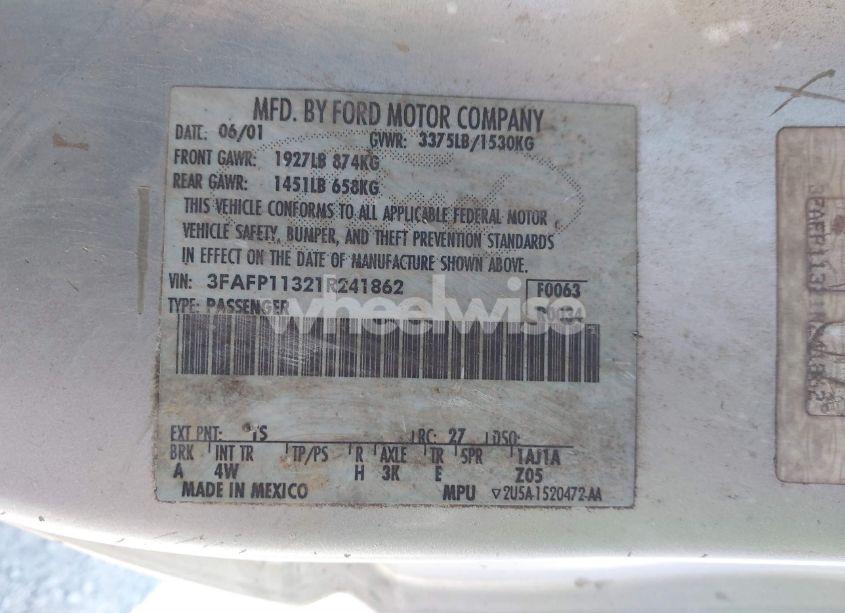 MFD. BY FORD MOTOR COMPANY
DATE: 06/01 GVWR: 3375LB/1530KG
FRONT GAWR: 1927LB 874KG
REAR GAWR: 1451LB 658KG
THIS VEHICLE CONFORMS TO ALL APPLICABLE FEDERAL MOTOR
VEHICLE SAFETY, BUMPER, AND THEFT PREVENTION STANDARDS
IN EFFECT ON THE DATE OF MANUFACTURE SHOWN ABOVE.
VIN: 3FAFP11321R241862 F0063
TYPE: PASSENGER R0034
wheelwise
EXT PNT: TS RC: 27 DSO:
BRK INT TR TP/PS R AXLE TR SPR 1AJ1A
A 4W H 3K E Z05
MADE IN MEXICO MPU 2U5A-1520472-AA